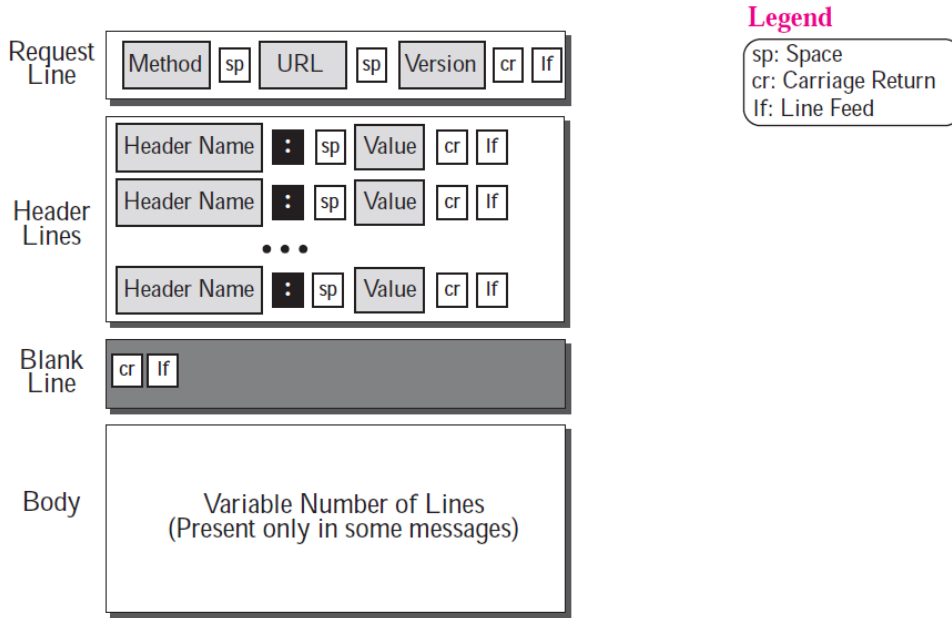 Legend
sp: Space
cr: Carriage Return
lf: Line Feed
Request
Line
Method sp URL sp Version cr lf
Header
Lines
Header Name : sp Value cr lf
Header Name : sp Value cr lf
•••
Header Name : sp Value cr lf
Blank
Line
cr lf
Body
Variable Number of Lines
(Present only in some messages)